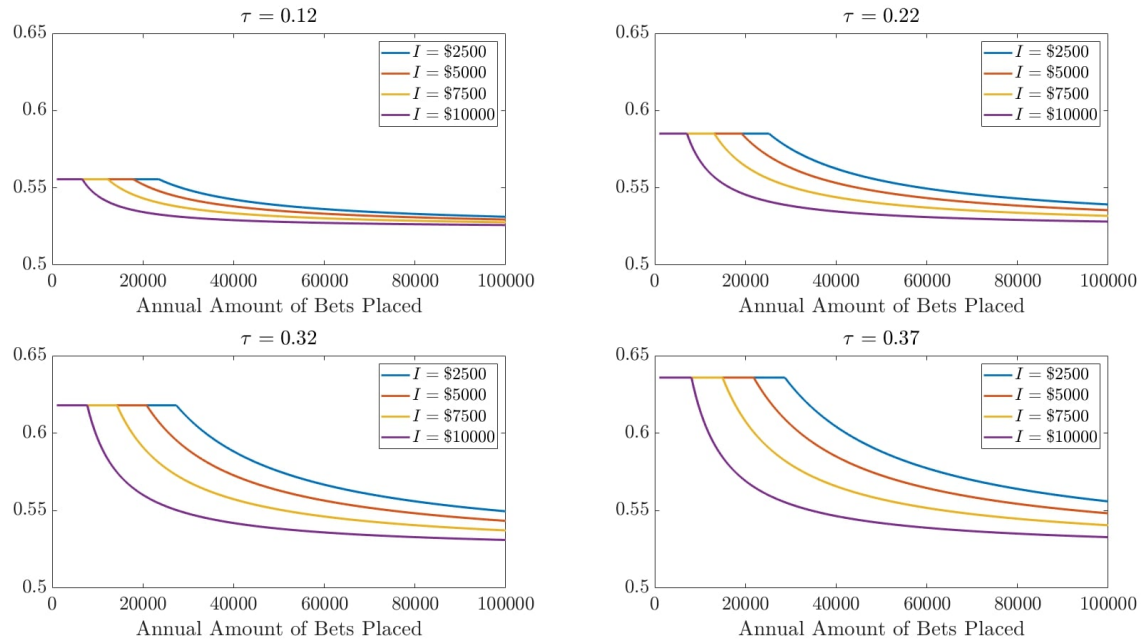 τ = 0.12
0.65
0.6
0.55
0.5
I = $2500
I = $5000
I = $7500
I = $10000
0 20000 40000 60000 80000 100000
Annual Amount of Bets Placed
τ = 0.22
0.65
0.6
0.55
0.5
I = $2500
I = $5000
I = $7500
I = $10000
0 20000 40000 60000 80000 100000
Annual Amount of Bets Placed
τ = 0.32
0.65
0.6
0.55
0.5
I = $2500
I = $5000
I = $7500
I = $10000
0 20000 40000 60000 80000 100000
Annual Amount of Bets Placed
τ = 0.37
0.65
0.6
0.55
0.5
I = $2500
I = $5000
I = $7500
I = $10000
0 20000 40000 60000 80000 100000
Annual Amount of Bets Placed